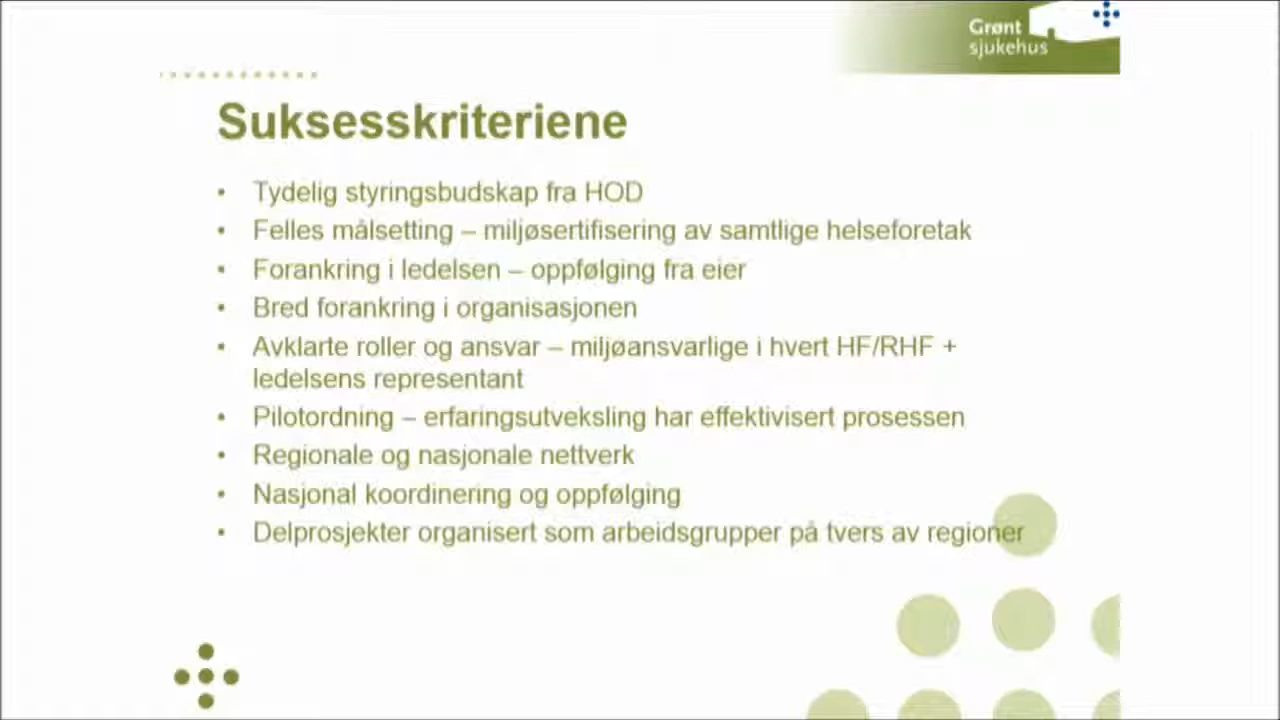 Grønt
sjukehus
Suksesskriteriene
• Tydelig styringsbudskap fra HOD
• Felles målsetting – miljøsertifisering av samtlige helseforetak
• Forankring i ledelsen – oppfølging fra eier
• Bred forankring i organisasjonen
• Avklarte roller og ansvar – miljøansvarlige i hvert HF/RHF +
ledelsens representant
• Pilotordning – erfaringsutveksling har effektivisert prosessen
• Regionale og nasjonale nettverk
• Nasjonal koordinering og oppfølging
• Delprosjekter organisert som arbeidsgrupper på tvers av regioner